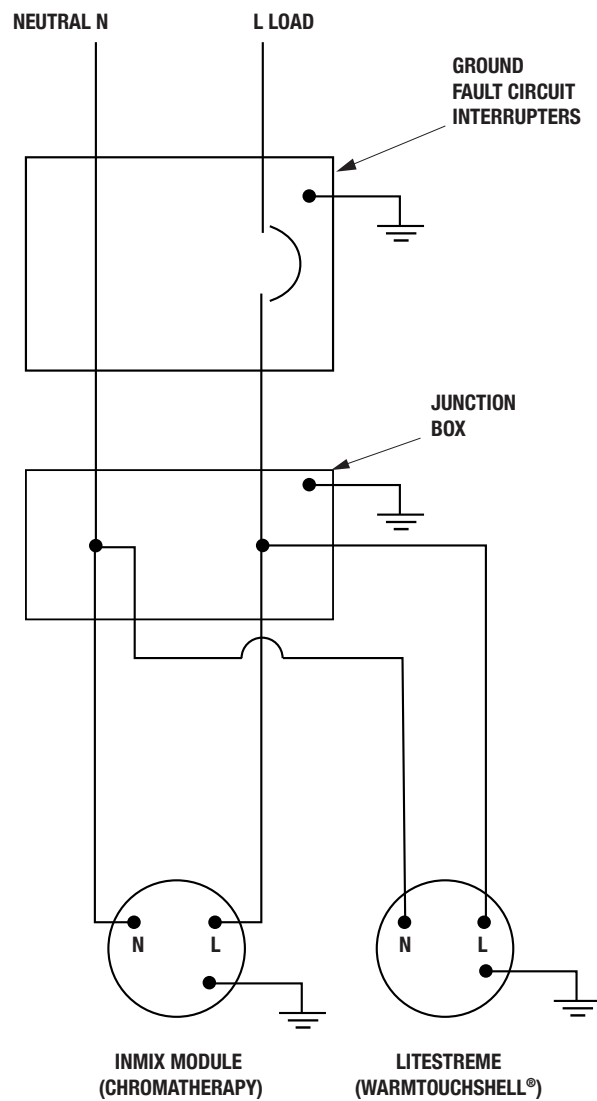 NEUTRAL N
L LOAD
GROUND
FAULT CIRCUIT
INTERRUPTERS
JUNCTION
BOX
N
L
N
L
INMIX MODULE
(CHROMATHERAPY)
LITESTREME
(WARMTOUCHSHELL®)